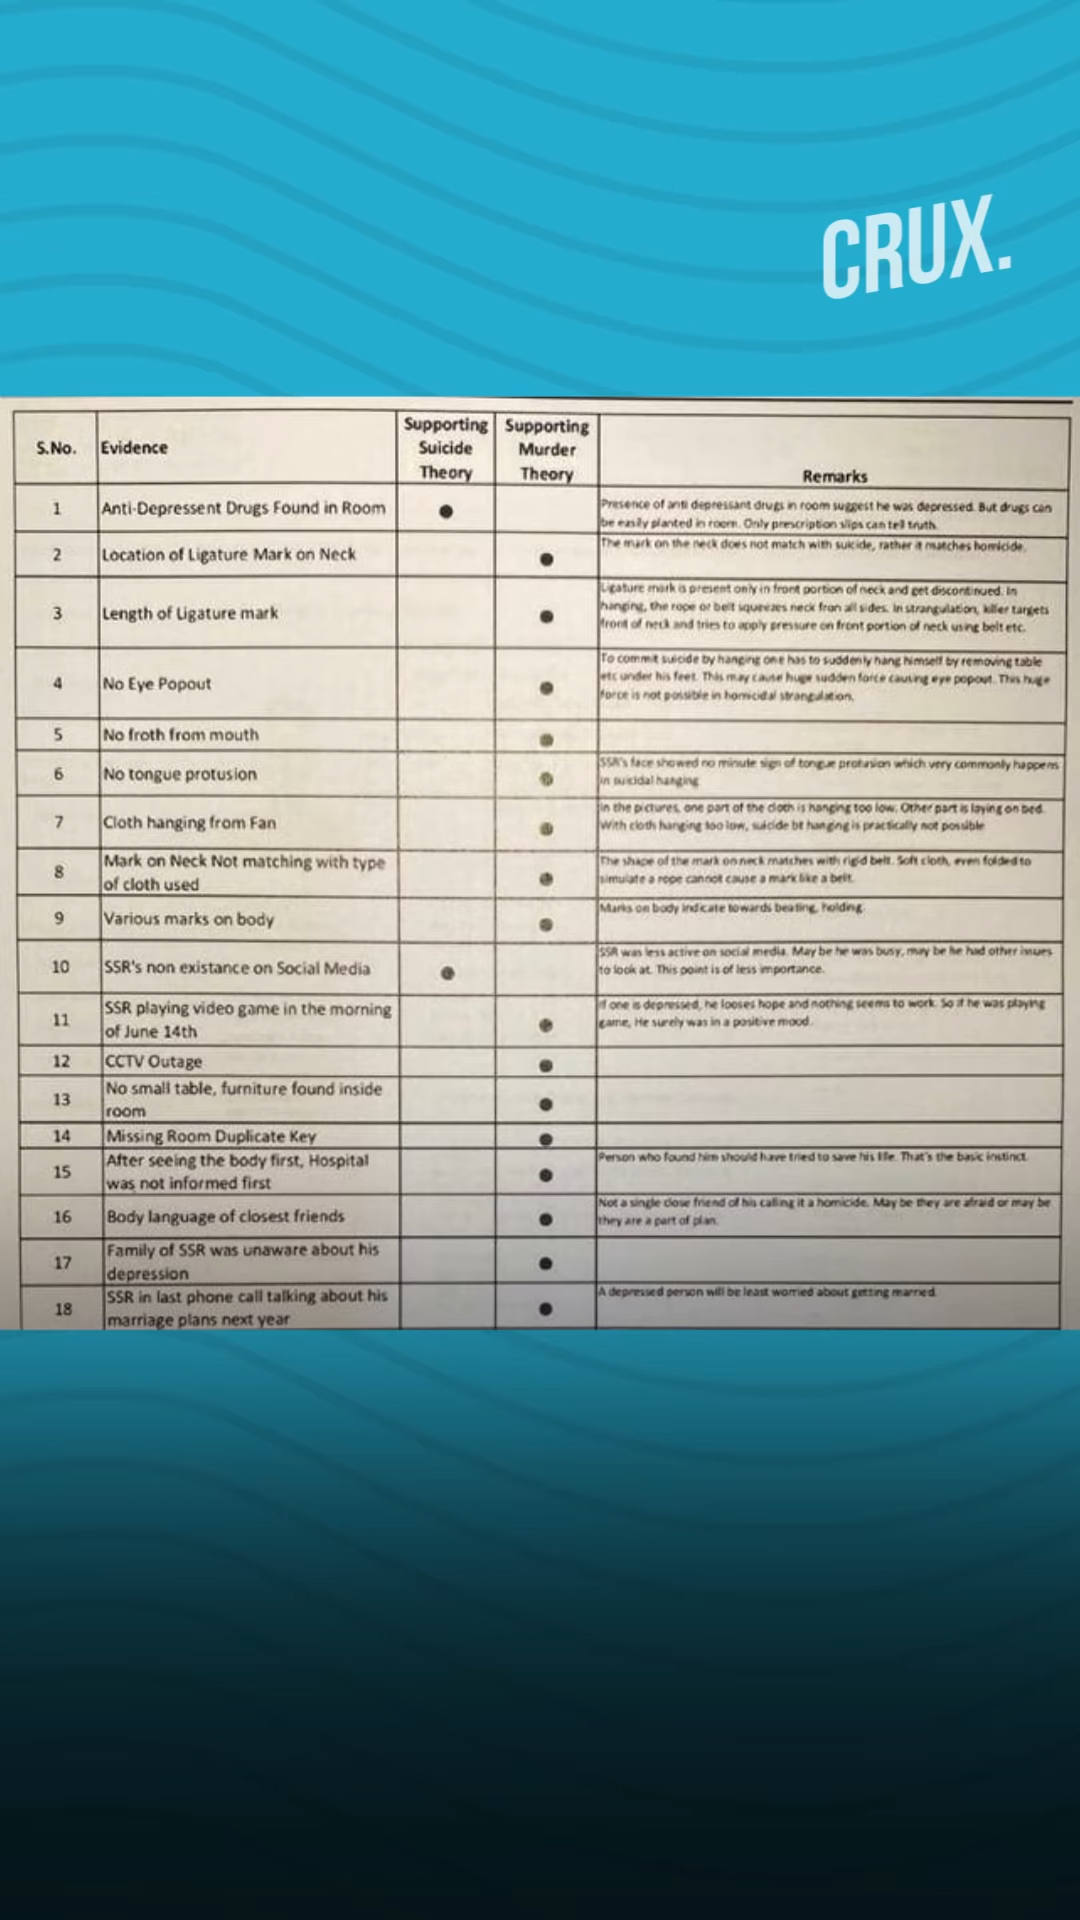 CRUX.
S.No.
Evidence
Supporting
Suicide
Theory
Supporting
Murder
Theory
Remarks
1
Anti-Depressent Drugs Found in Room
●
Presence of anti depressant drugs in room suggest he was depressed. But drugs can
be easily planted in room. Only prescription slips can tell truth.
2
Location of Ligature Mark on Neck
●
The mark on the neck does not match with suicide, rather it matches homicide.
3
Length of Ligature mark
●
Ligature mark is present only in front portion of neck and get discontinued. In
hanging, the rope or belt squeezes neck from all sides. In strangulation, killer targets
front of neck and tries to apply pressure on front portion of neck using belt etc.
4
No Eye Popout
●
To commit suicide by hanging one has to suddenly hang himself by removing table
etc under his feet. This may cause huge sudden force causing eye popout. This huge
force is not possible in homicidal strangulation.
5
No froth from mouth
●
6
No tongue protusion
●
SSR's face showed no minute sign of tongue protusion which very commonly happens
in suicidal hanging
7
Cloth hanging from Fan
●
In the pictures, one part of the cloth is hanging too low. Other part is laying on bed.
With cloth hanging too low, suicide bt hanging is practically not possible
8
Mark on Neck Not matching with type
of cloth used
●
The shape of the mark on neck matches with rigid belt. Soft cloth, even folded to
simulate a rope cannot cause a mark like a belt.
9
Various marks on body
●
Marks on body indicate towards beating, holding.
10
SSR's non existance on Social Media
●
SSR was less active on social media. May be he was busy, may be he had other issues
to look at. This point is of less importance.
11
SSR playing video game in the morning
of June 14th
●
If one is depressed, he looses hope and nothing seems to work. So if he was playing
game, He surely was in a positive mood.
12
CCTV Outage
●
13
No small table, furniture found inside
room
●
14
Missing Room Duplicate Key
●
15
After seeing the body first, Hospital
was not informed first
●
Person who found him should have tried to save his life. That's the basic instinct.
16
Body language of closest friends
●
Not a single close friend of his calling it a homicide. May be they are afraid or may be
they are a part of plan.
17
Family of SSR was unaware about his
depression
●
18
SSR in last phone call talking about his
marriage plans next year
●
A depressed person will be least worried about getting married.